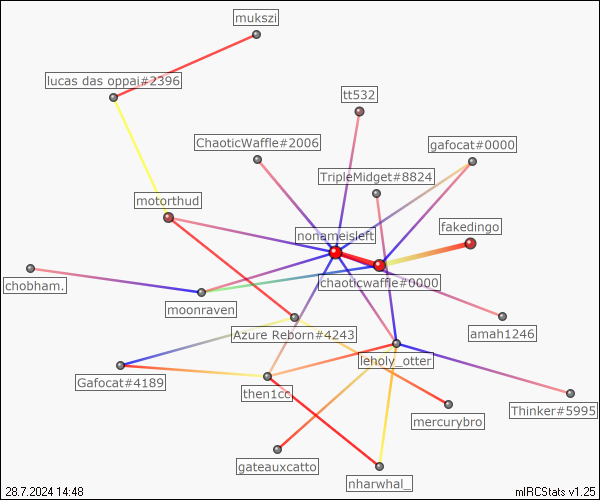 mukszi
lucas das oppai#2396
tt532
ChaoticWaffle#2006
gafocat#0000
TripleMidget#8824
motorthud
fakedingo
nonameisleft
chaoticwaffle#0000
chobham.
moonraven
Azure Reborn#4243
amah1246
leholy_otter
Gafocat#4189
then1cc
Thinker#5995
mercurybro
gateauxcatto
nharwhal_
28.7.2024 14:48
mIRCStats v1.25